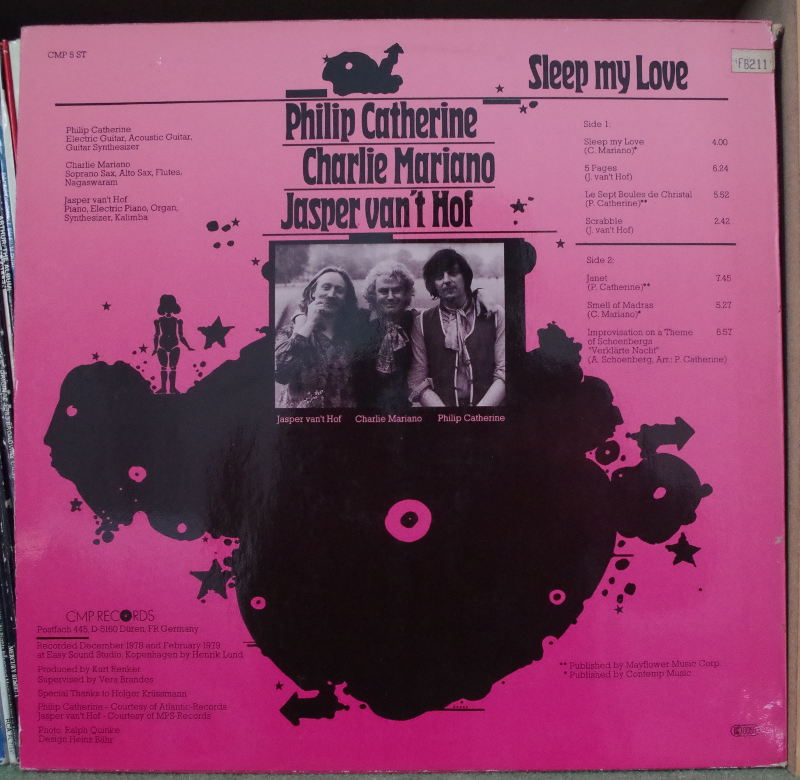 CMP 5 ST
Sleep my Love
FB211
Philip Catherine
Charlie Mariano
Jasper van't Hof
Philip Catherine
Electric Guitar, Acoustic Guitar,
Guitar Synthesizer
Charlie Mariano
Soprano Sax, Alto Sax, Flutes,
Nagaswaram
Jasper van't Hof
Piano, Electric Piano, Organ,
Synthesizer, Kalimba
Side 1:
Sleep my Love 4.00
(C. Mariano)*
5 Pages 6.24
(J. van't Hof)
Le Sept Boules de Christal 5.52
(P. Catherine)**
Scrabble 2.42
(J. van't Hof)
Side 2:
Janet 7.45
(P. Catherine)**
Smell of Madras 5.27
(C. Mariano)*
Improvisation on a Theme 6.57
of Schoenbergs
"Verklärte Nacht"
(A. Schoenberg, Arr.: P. Catherine)
Jasper van't Hof Charlie Mariano Philip Catherine
CMP RECORDS
Postfach 445, D-5160 Düren, FR Germany
Recorded December 1978 and February 1979
at Easy Sound Studio, Kopenhagen by Henrik Lund
Produced by Kurt Renker
Supervised by Vera Brandes
Special Thanks to Holger Krüssmann
Philip Catherine - Courtesy of Atlantic-Records
Jasper van't Hof - Courtesy of MPS-Records
Photo: Ralph Quinke
Design Heinz Bähr
** Published by Mayflower Music Corp.
* Published by Contemp Music